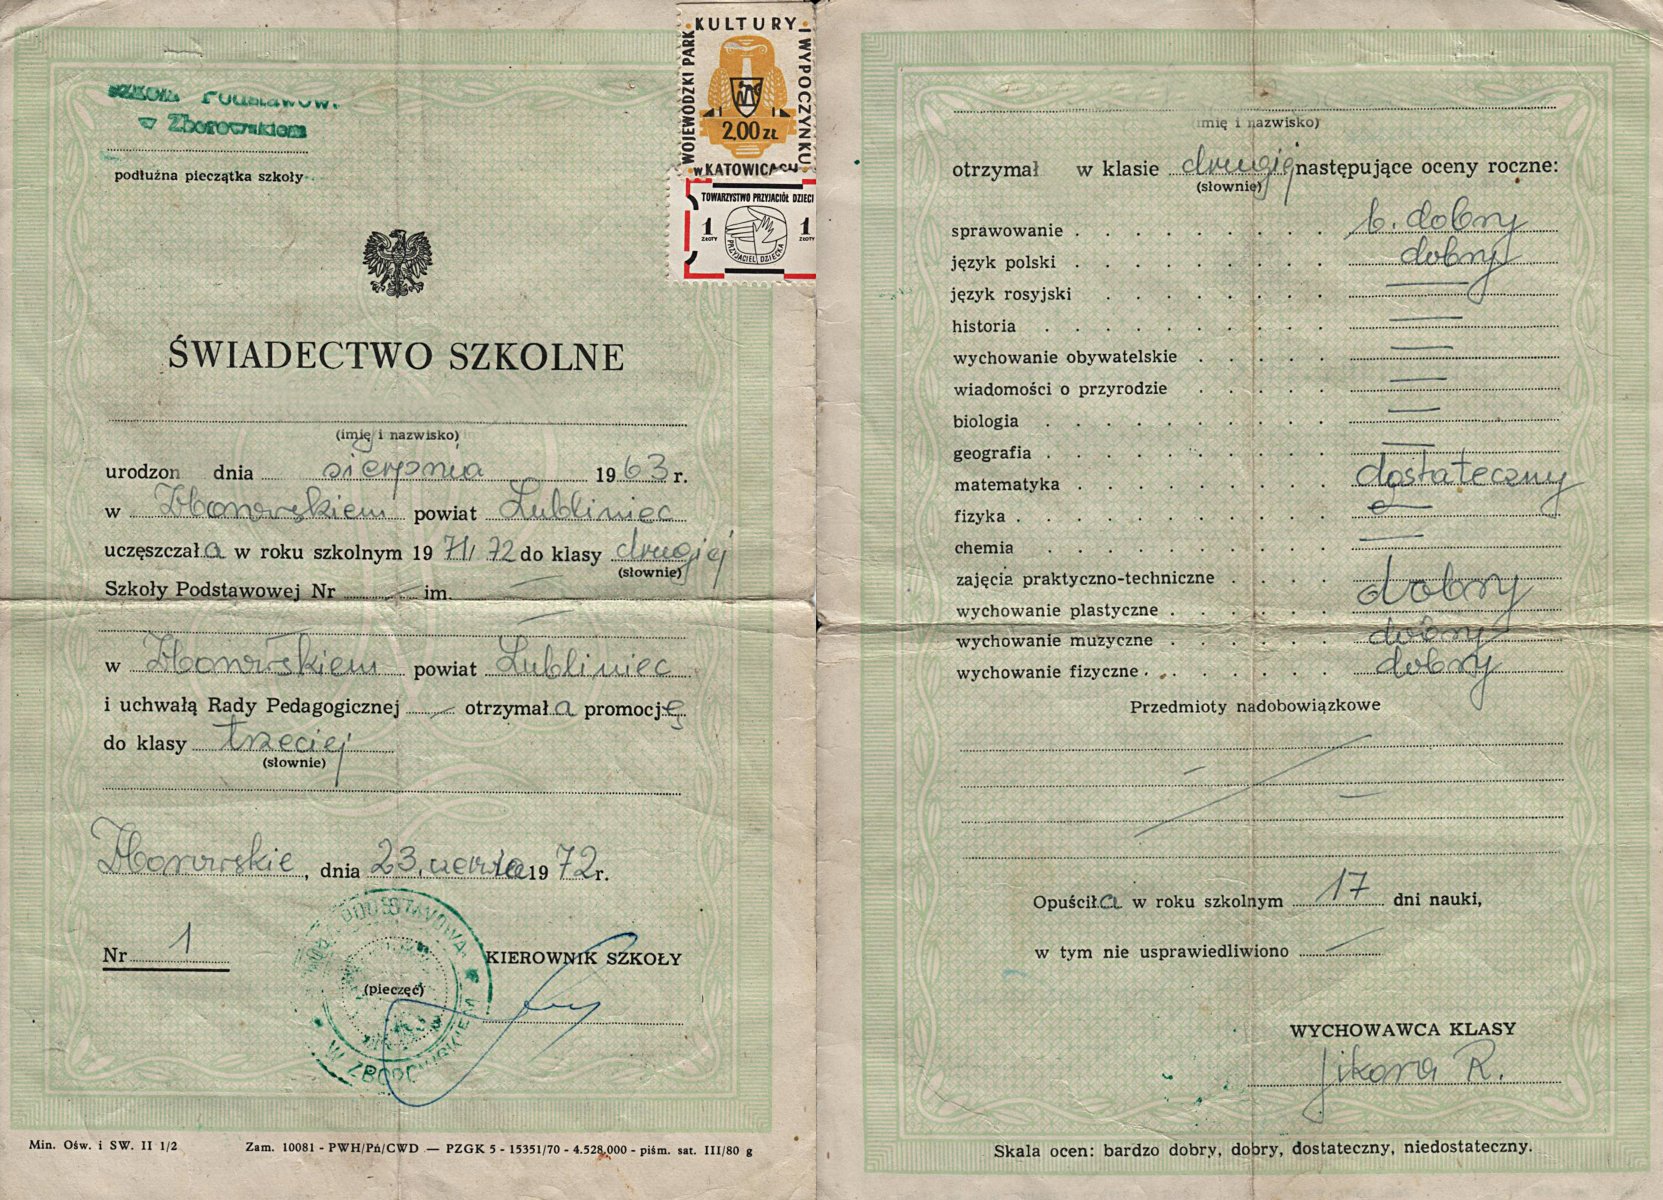 Szkoła Podstawow.
w Zborowskiem
podłużna pieczątka szkoły
KULTURY
WOJEWÓDZKI PARK
I WYPOCZYNKU
2.00 ZŁ
W KATOWICACH
TOWARZYSTWO PRZYJACIÓŁ DZIECI
1 1
ZŁOTY ZŁOTY
PRZYJACIEL DZIECKA
ŚWIADECTWO SZKOLNE
(imię i nazwisko)
urodzon dnia sierpnia 1963 r.
w Zborowskiem powiat Lubliniec
uczęszczała w roku szkolnym 1971/72 do klasy drugiej
(słownie)
Szkoły Podstawowej Nr — im. —
w Zborowskiem powiat Lubliniec
i uchwałą Rady Pedagogicznej — otrzymała promocję
do klasy trzeciej
(słownie)
Zborowskie, dnia 23. czerwca 1972 r.
Nr 1
KIEROWNIK SZKOŁY
(pieczęć)
PODSTAWOWA
W ZBOROWSKIEM
Min. Ośw. i SW. II 1/2 Zam. 10081 - PWH/Pń/CWD — PZGK 5 - 15351/70 - 4.528.000 - piśm. sat. III/80 g
(imię i nazwisko)
otrzymał w klasie drugiej następujące oceny roczne:
(słownie)
sprawowanie . . . . . . . . . b. dobry
język polski . . . . . . . . . dobry
język rosyjski . . . . . . . . —
historia . . . . . . . . . . —
wychowanie obywatelskie . . . . . —
wiadomości o przyrodzie . . . . . —
biologia . . . . . . . . . . —
geografia . . . . . . . . . . —
matematyka . . . . . . . . . dostateczny
fizyka . . . . . . . . . . . —
chemia . . . . . . . . . . —
zajęcia praktyczno-techniczne . . . .
wychowanie plastyczne . . . . . . dobry
wychowanie muzyczne . . . . . . dobry
wychowanie fizyczne . . . . . . . dobry
Przedmioty nadobowiązkowe
Opuściła w roku szkolnym 17 dni nauki,
w tym nie usprawiedliwiono —
WYCHOWAWCA KLASY
Jikora R.
Skala ocen: bardzo dobry, dobry, dostateczny, niedostateczny.